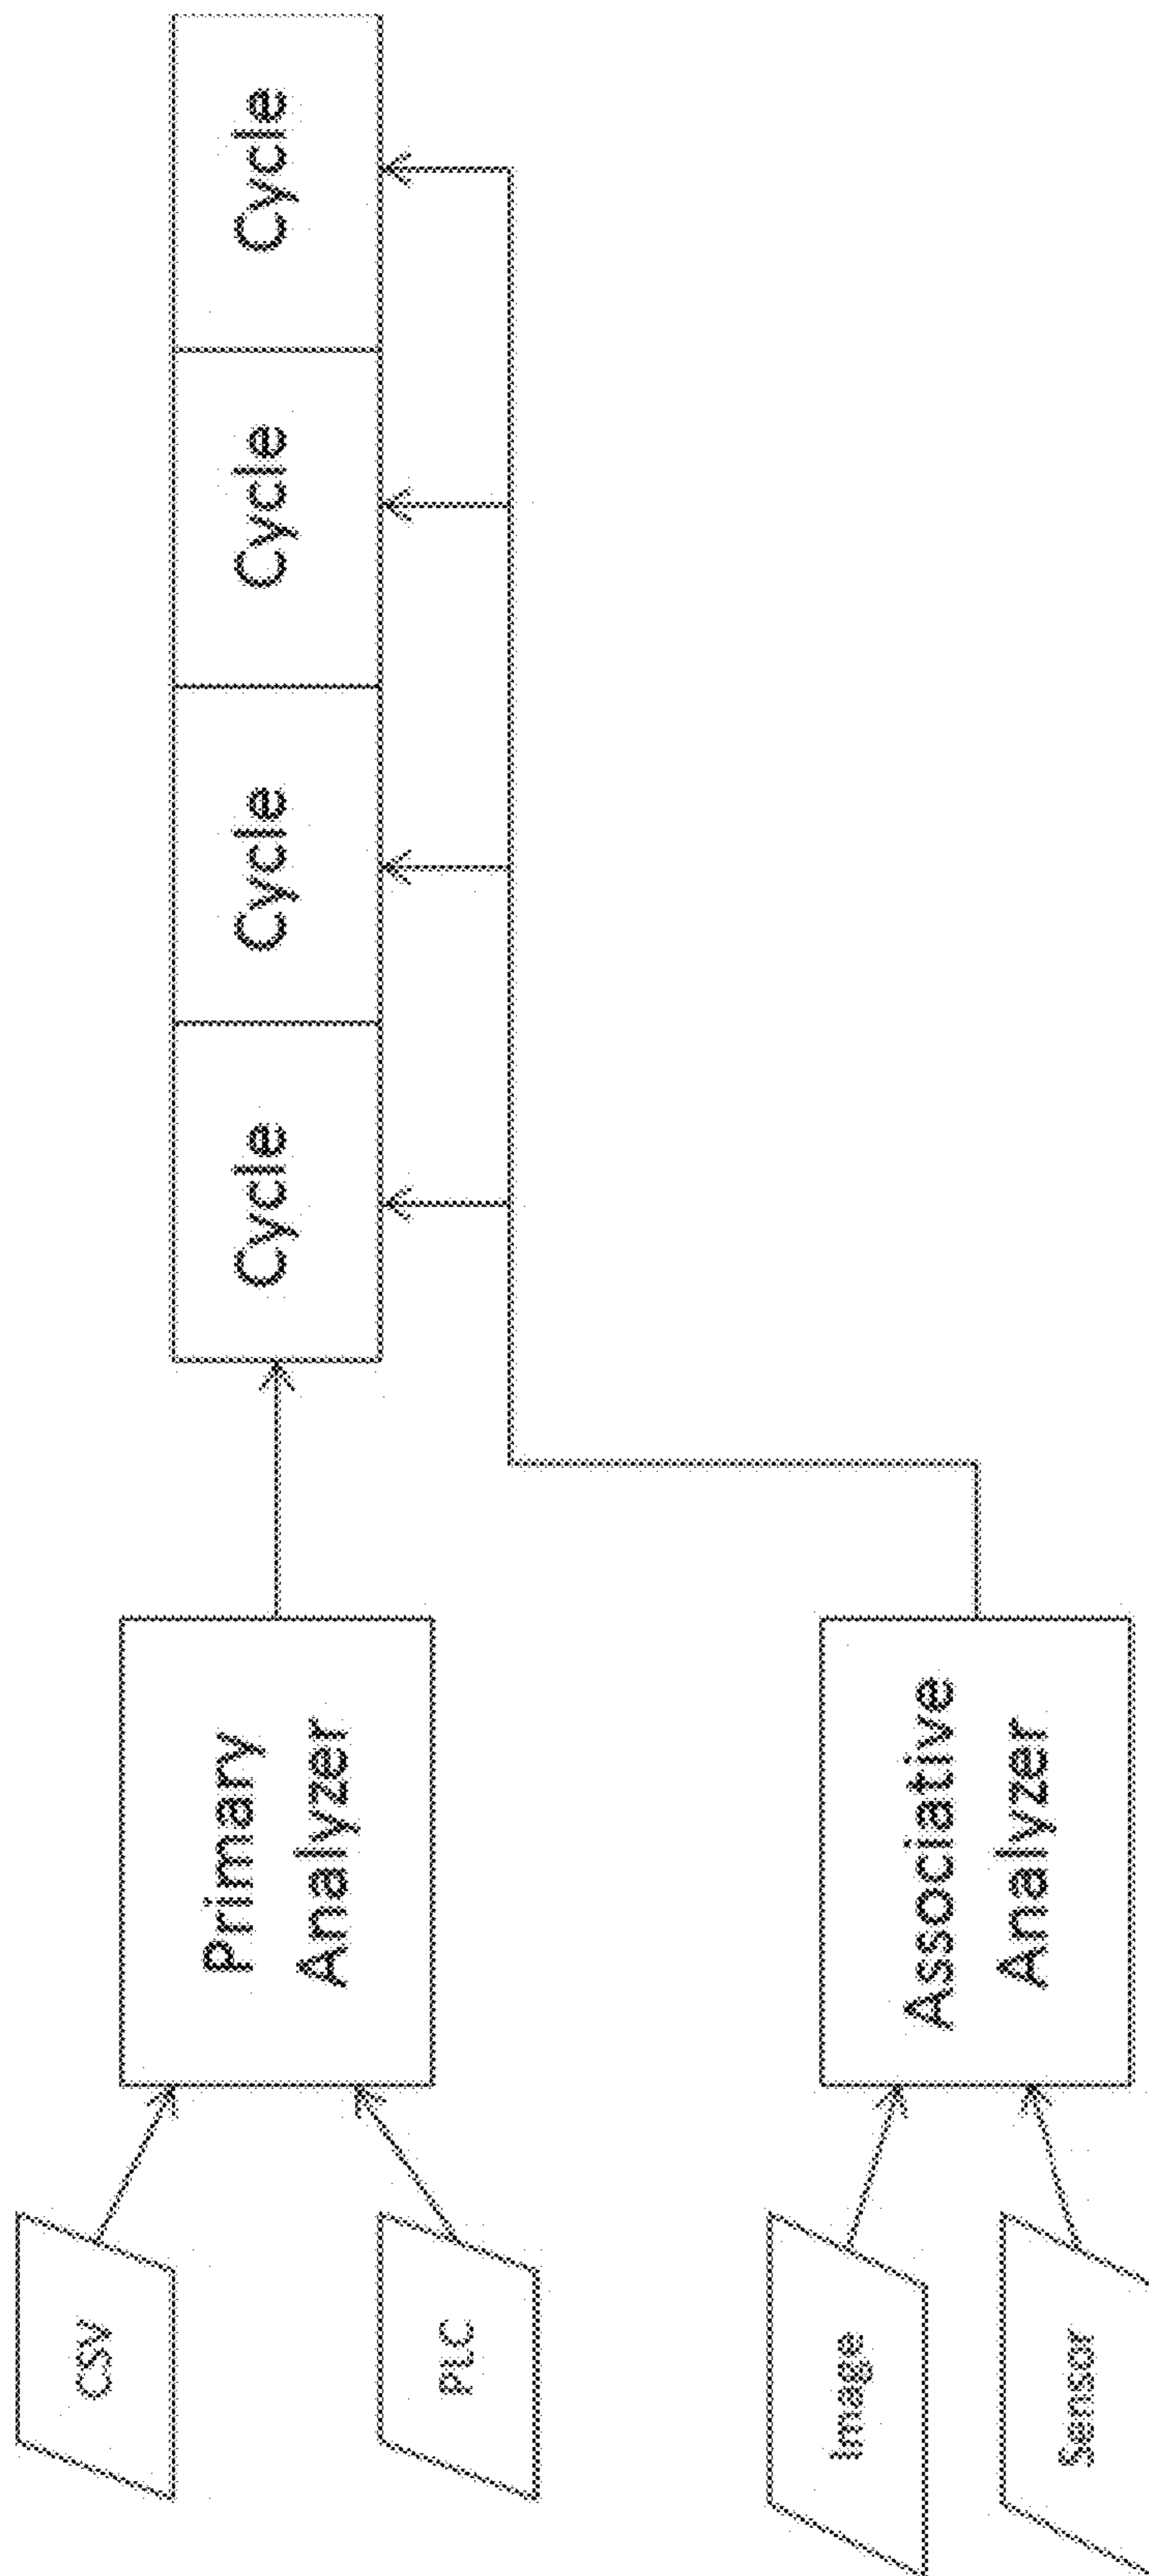 CSV
PLC
Primary
Analyzer
Cycle
Cycle
Cycle
Cycle
Image
Sensor
Associative
Analyzer